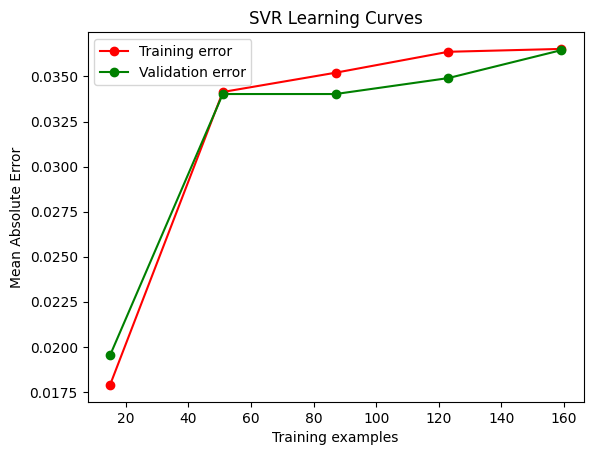 SVR Learning Curves
Training error
Validation error
Mean Absolute Error
0.0350
0.0325
0.0300
0.0275
0.0250
0.0225
0.0200
0.0175
20 40 60 80 100 120 140 160
Training examples